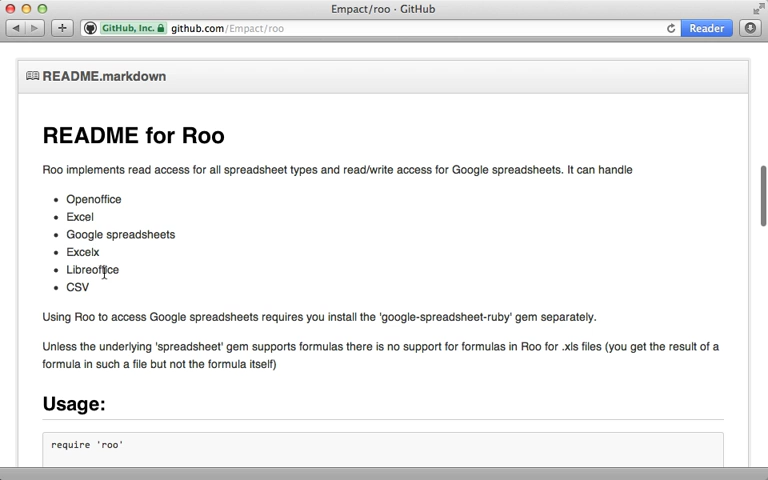 Empact/roo · GitHub
GitHub, Inc. github.com/Empact/roo Reader
README.markdown
README for Roo
Roo implements read access for all spreadsheet types and read/write access for Google spreadsheets. It can handle
• Openoffice
• Excel
• Google spreadsheets
• Excelx
• Libreoffice
• CSV
Using Roo to access Google spreadsheets requires you install the 'google-spreadsheet-ruby' gem separately.
Unless the underlying 'spreadsheet' gem supports formulas there is no support for formulas in Roo for .xls files (you get the result of a
formula in such a file but not the formula itself)
Usage:
require 'roo'